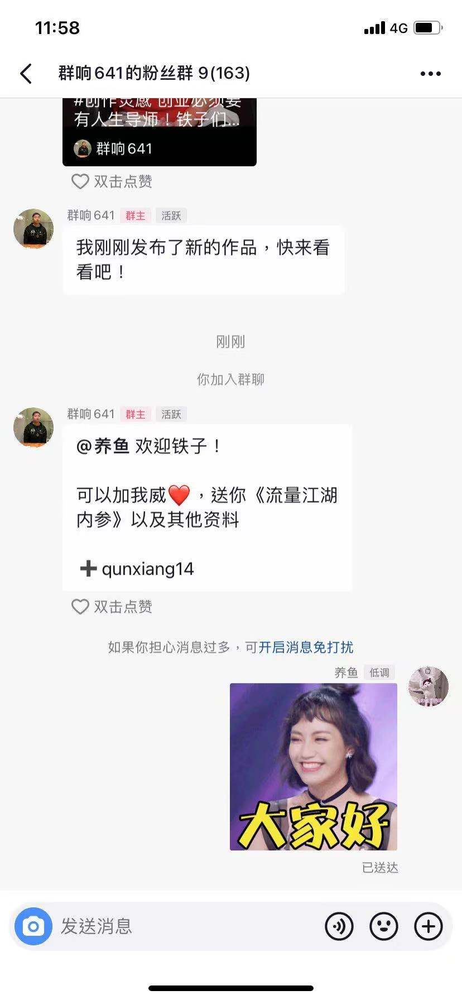 11:58
4G
群响641的粉丝群 9(163)
#创作灵感 创业必须要
有人生导师！铁子们...
群响641
双击点赞
群响641 群主 活跃
我刚刚发布了新的作品，快来看
看吧！
刚刚
你加入群聊
群响641 群主 活跃
@养鱼 欢迎铁子！
可以加我威❤️，送你《流量江湖
内参》以及其他资料
➕qunxiang14
双击点赞
如果你担心消息过多，可开启消息免打扰
养鱼 低调
大家好
已送达
发送消息